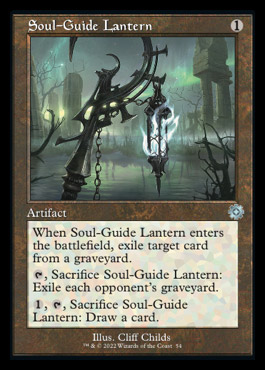 Soul-Guide Lantern 1
Artifact
When Soul-Guide Lantern enters
the battlefield, exile target card
from a graveyard.
, Sacrifice Soul-Guide Lantern:
Exile each opponent's graveyard.
1, , Sacrifice Soul-Guide
Lantern: Draw a card.
Illus. Cliff Childs
™ & © 2022 Wizards of the Coast 54